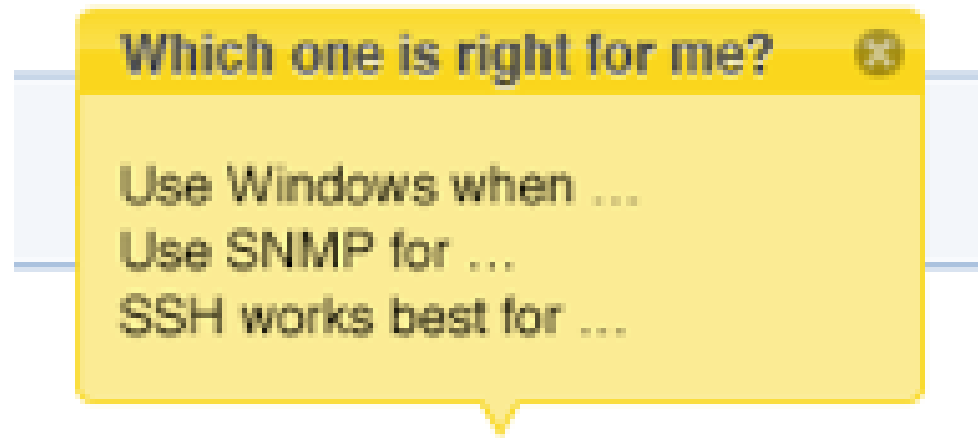 Which one is right for me?
Use Windows when ...
Use SNMP for ...
SSH works best for ...